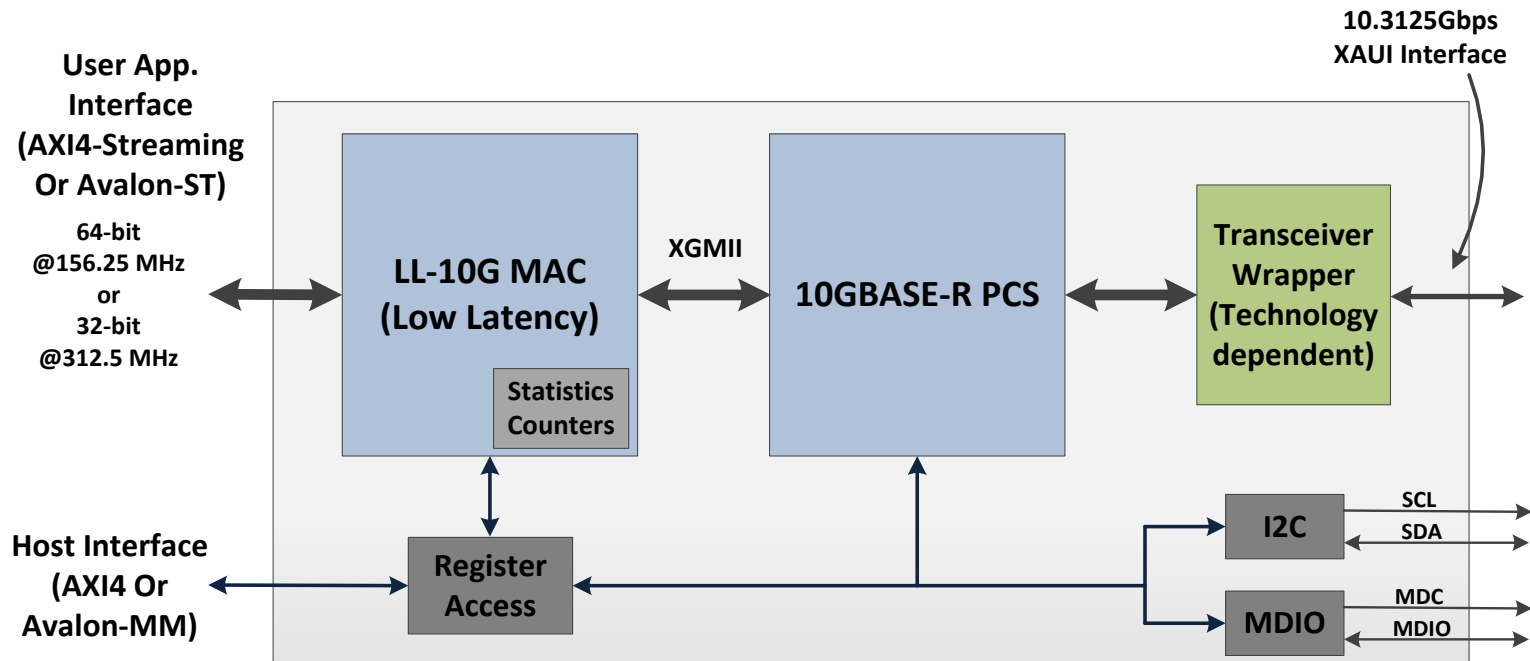 10.3125Gbps
XAUI Interface
User App.
Interface
(AXI4-Streaming
Or Avalon-ST)
64-bit
@156.25 MHz
or
32-bit
@312.5 MHz
LL-10G MAC
(Low Latency)
Statistics
Counters
XGMII
10GBASE-R PCS
Transceiver
Wrapper
(Technology
dependent)
Host Interface
(AXI4 Or
Avalon-MM)
Register
Access
I2C
SCL
SDA
MDIO
MDC
MDIO